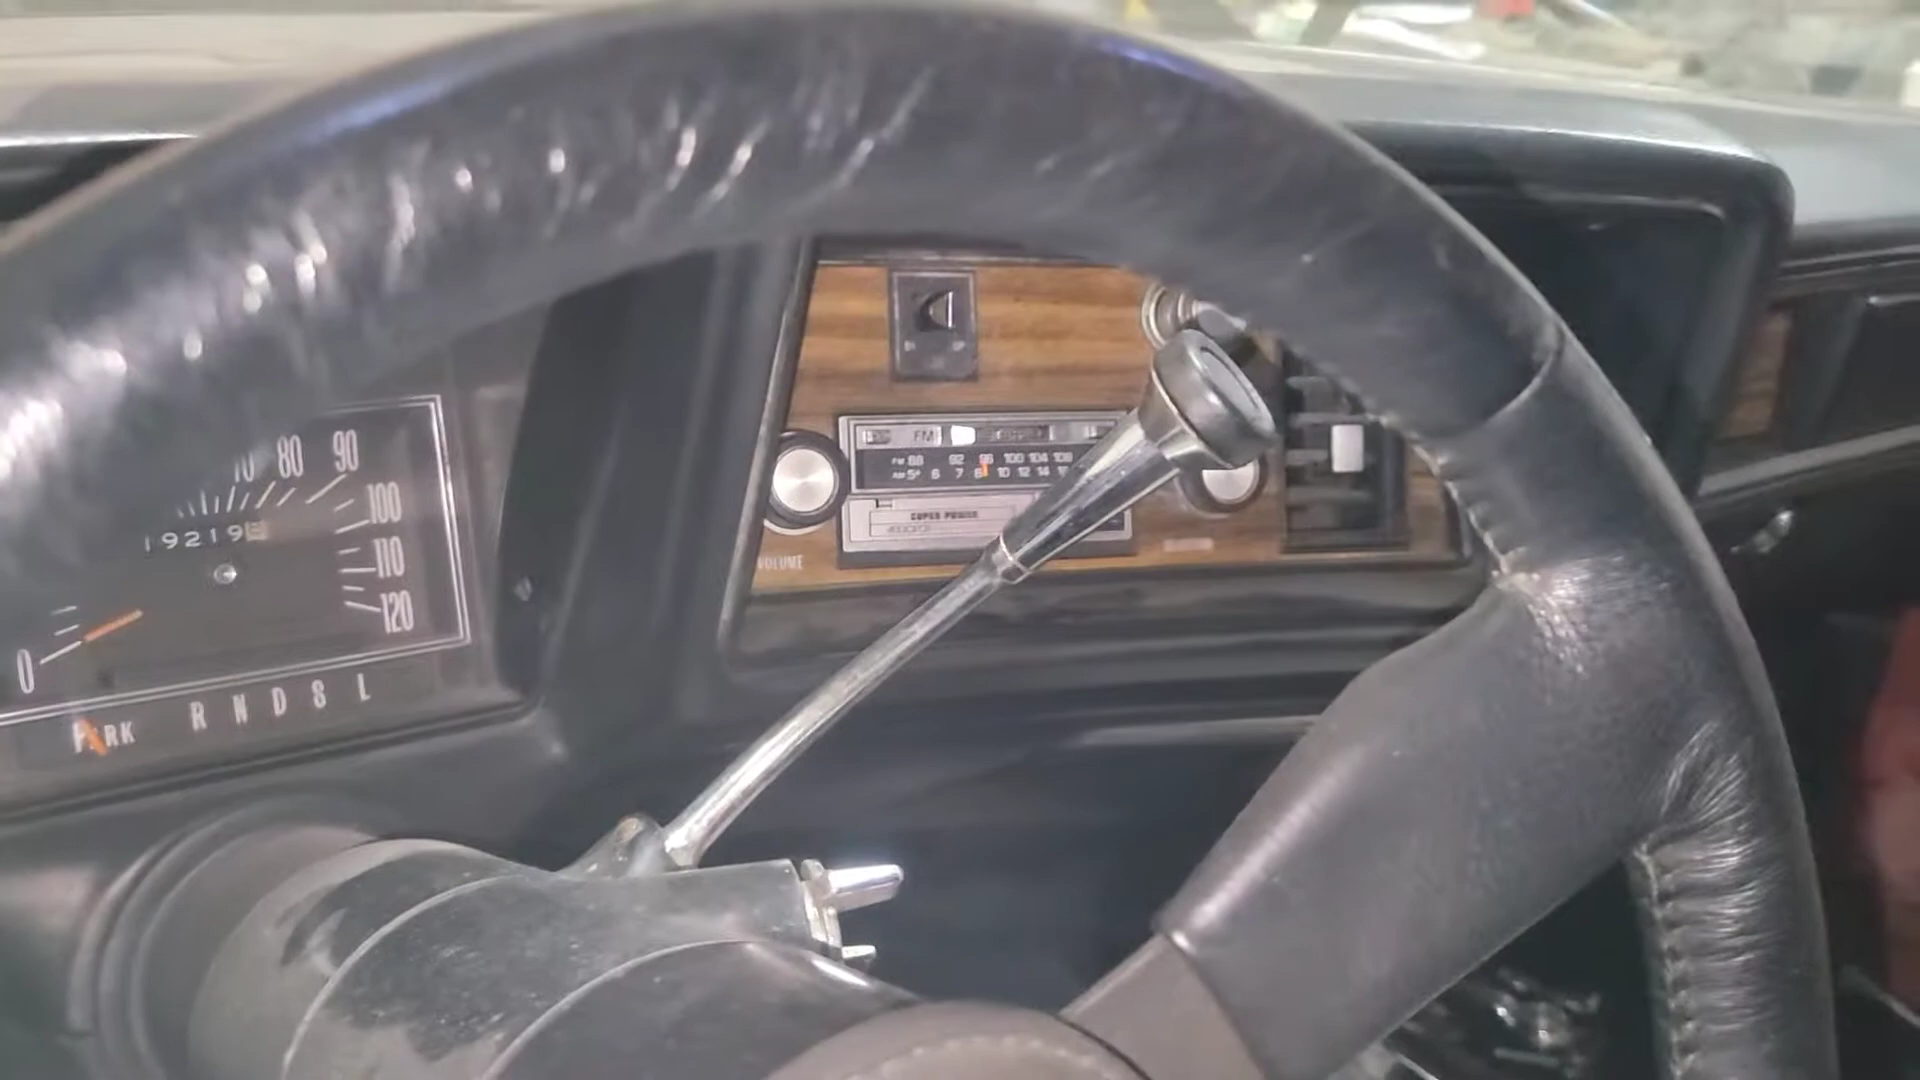 80 90
100
110
120
19219
0
PARK R N D 8 L
FM
FM 88 92 96 100 104 108
AM 5 6 7 8 10 12 14
SUPER POWER
VOLUME